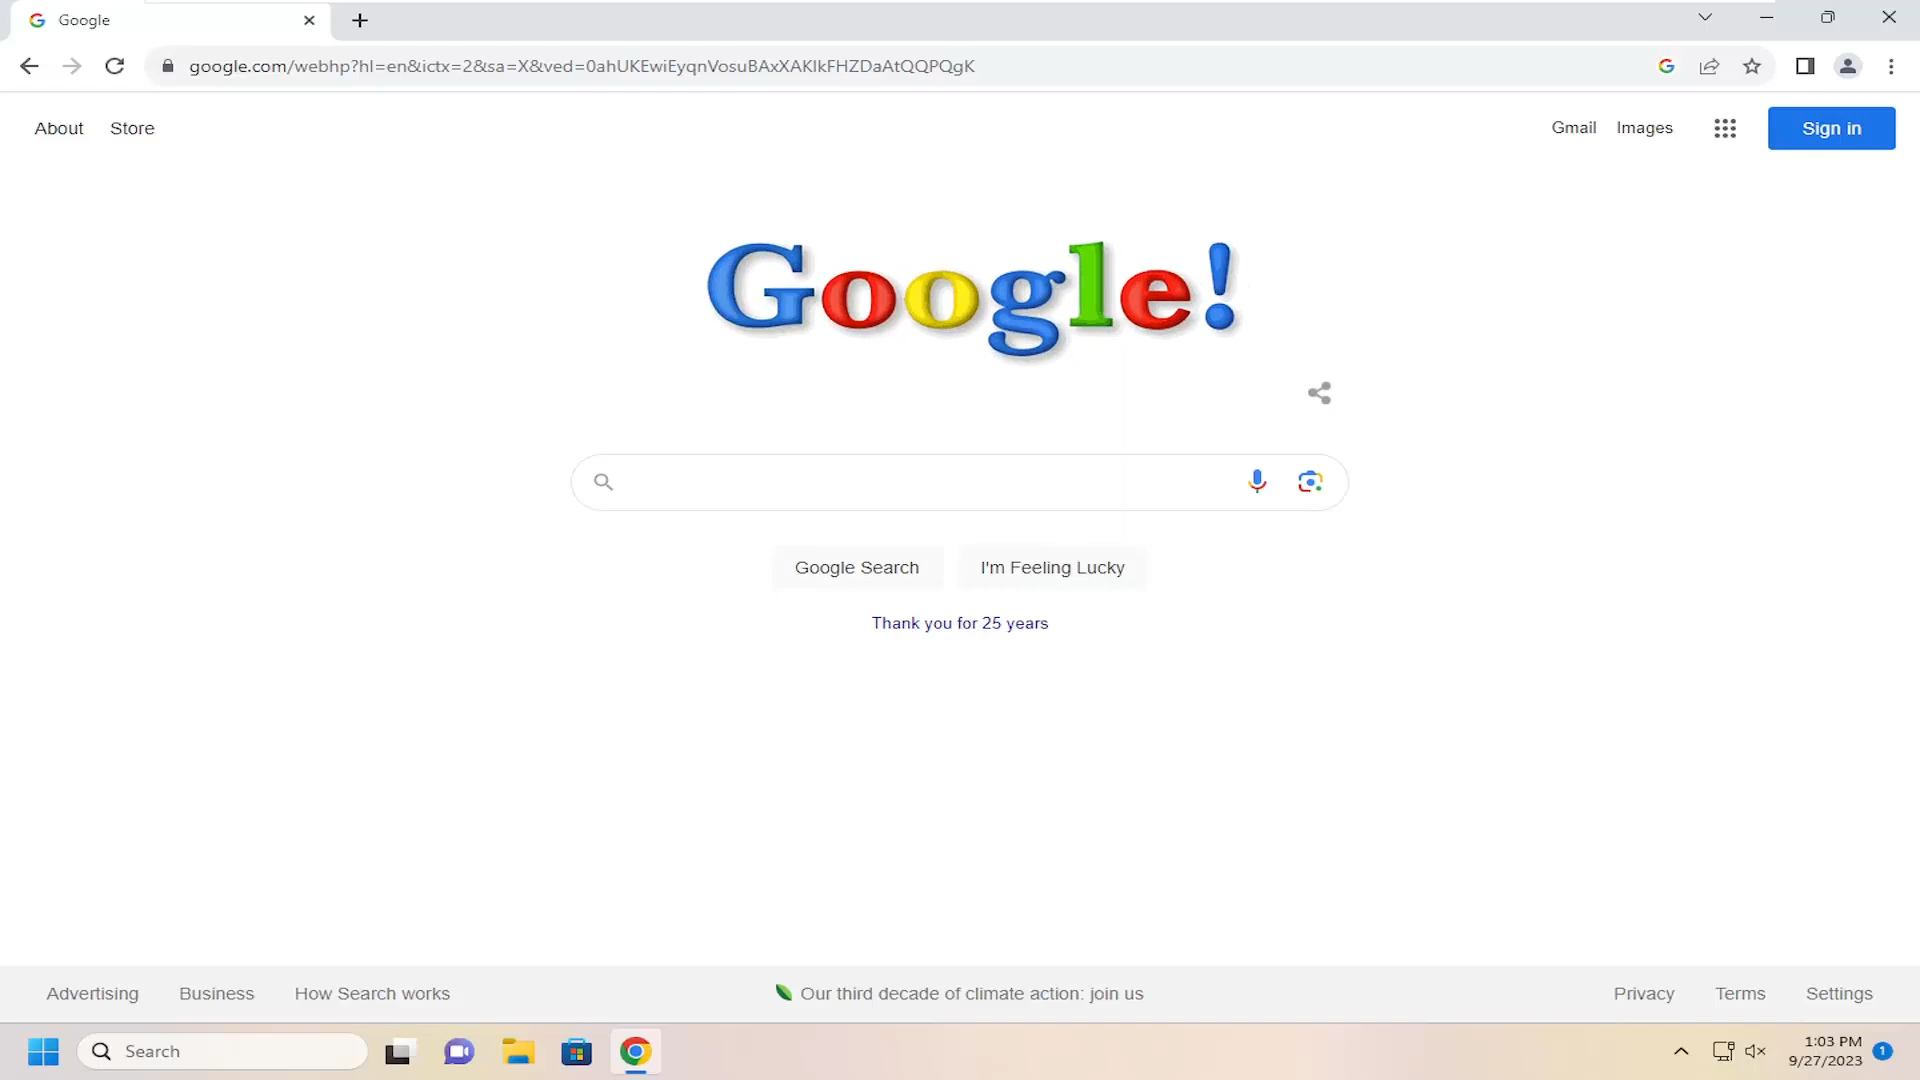 Google
google.com/webhp?hl=en&ictx=2&sa=X&ved=0ahUKEwiEyqnVosuBAxXAKIkFHZDaAtQQPQgK
About Store Gmail Images Sign in
Google!
Google Search I'm Feeling Lucky
Thank you for 25 years
Advertising Business How Search works Our third decade of climate action: join us Privacy Terms Settings
Search 1:03 PM
9/27/2023 1